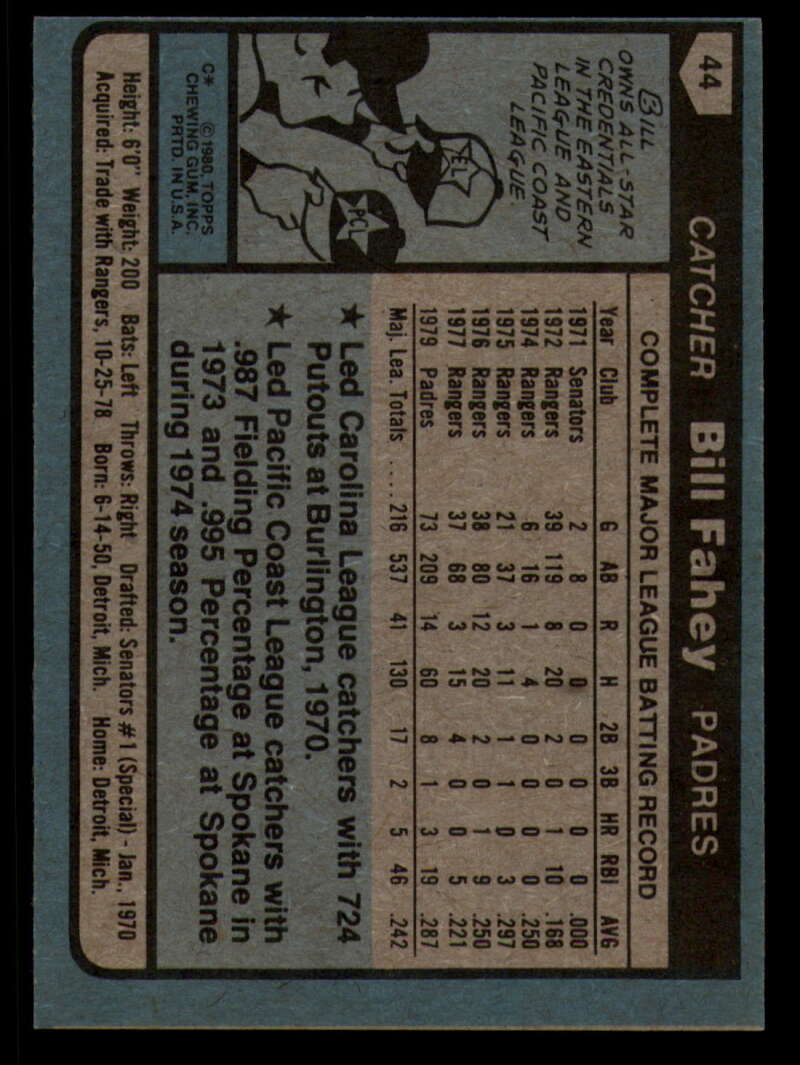 44
CATCHER Bill Fahey PADRES
BILL
OWNS ALL-STAR
CREDENTIALS
IN THE EASTERN
LEAGUE AND
PACIFIC COAST
LEAGUE
EL
PCL
C* © 1980 TOPPS
CHEWING GUM, INC.
PRTD. IN U.S.A.
COMPLETE MAJOR LEAGUE BATTING RECORD
Year Club G AB R H 2B 3B HR RBI AVG
1971 Senators 2 8 0 0 0 0 0 0 .000
1972 Rangers 39 119 8 20 2 0 1 10 .168
1974 Rangers 6 16 1 4 0 0 0 0 .250
1975 Rangers 21 37 3 11 1 1 0 3 .297
1976 Rangers 38 80 12 20 2 0 1 9 .250
1977 Rangers 37 68 3 15 4 0 0 5 .221
1979 Padres 73 209 14 60 8 1 3 19 .287
Maj. Lea. Totals .... 216 537 41 130 17 2 5 46 .242
★ Led Carolina League catchers with 724
Putouts at Burlington, 1970.
★ Led Pacific Coast League catchers with
.987 Fielding Percentage at Spokane in
1973 and .995 Percentage at Spokane
during 1974 season.
Height: 6'0" Weight: 200 Bats: Left Throws: Right Drafted: Senators #1 (Special) - Jan., 1970
Acquired: Trade with Rangers, 10-25-78 Born: 6-14-50, Detroit, Mich. Home: Detroit, Mich.